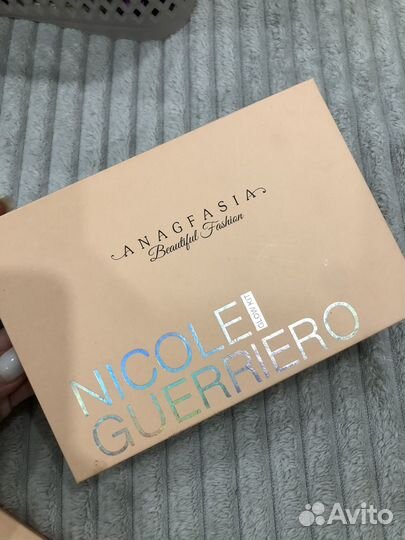 ANAGFASIA
Beautiful Fashion
NICOLE
GLOW KIT
GUERRIERO
Avito